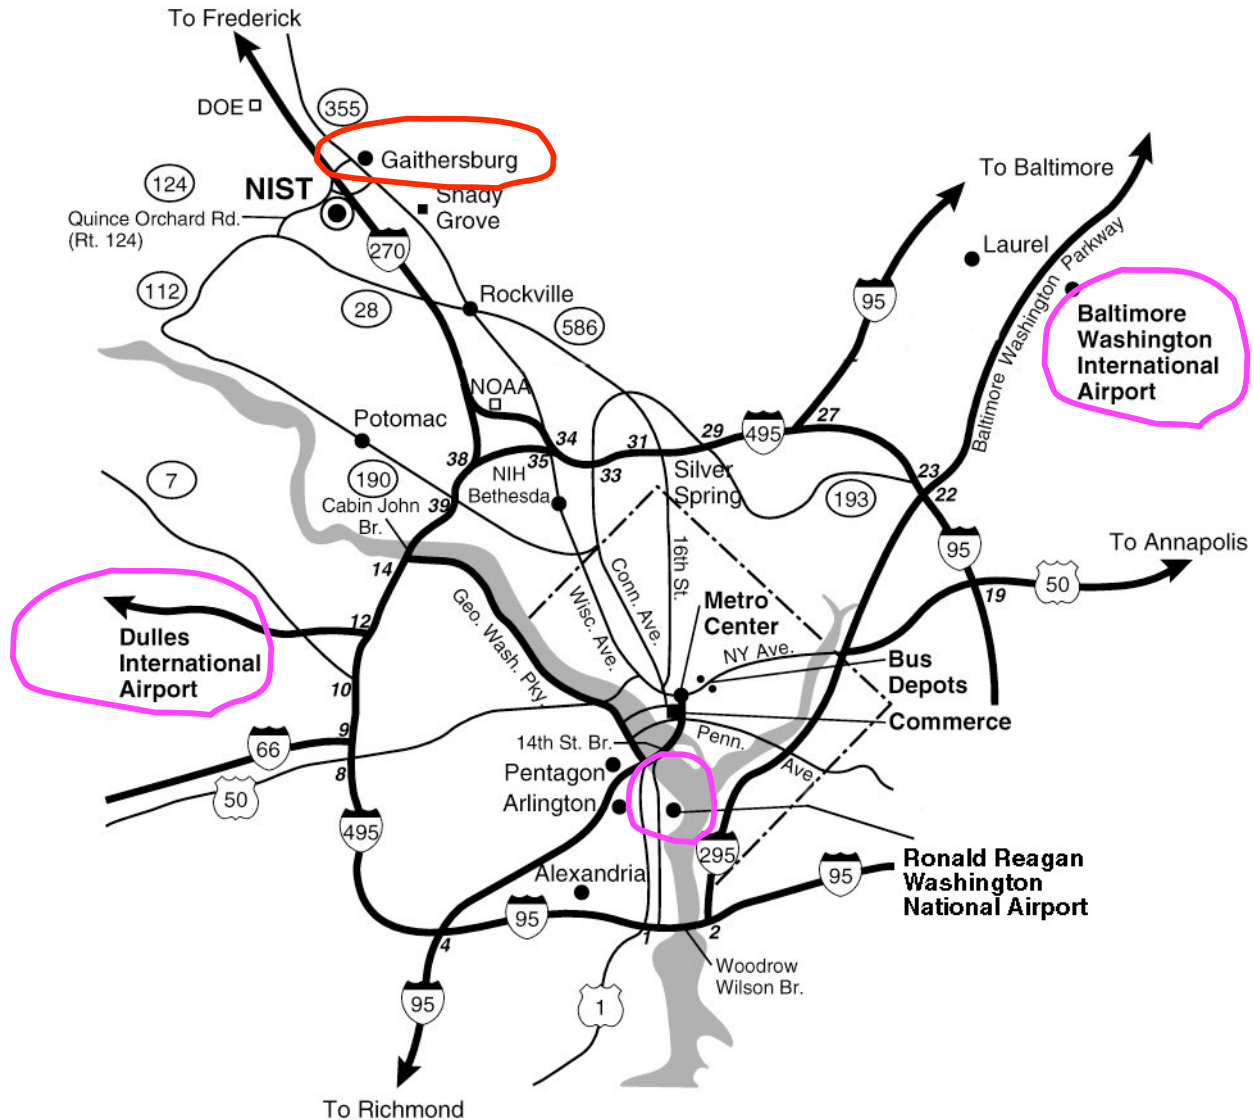 To Frederick
DOE
355
Gaithersburg
124
NIST
Shady
Grove
Quince Orchard Rd.
(Rt. 124)
270
To Baltimore
Laurel
Baltimore Washington Parkway
112
28
Rockville
586
95
Baltimore
Washington
International
Airport
NOAA
Potomac
34
31
29
495
27
38
35
33
Silver
Spring
23
22
7
190
NIH
Bethesda
193
39
Cabin John
Br.
14
16th St.
95
To Annapolis
50
19
Conn. Ave.
Wisc. Ave.
Geo. Wash. Pky.
Metro
Center
NY Ave.
12
Dulles
International
Airport
10
Bus
Depots
Commerce
9
66
8
50
14th St. Br.
Penn.
Ave.
Pentagon
Arlington
495
295
Alexandria
95
Ronald Reagan
Washington
National Airport
95
4
1
2
Woodrow
Wilson Br.
95
1
To Richmond